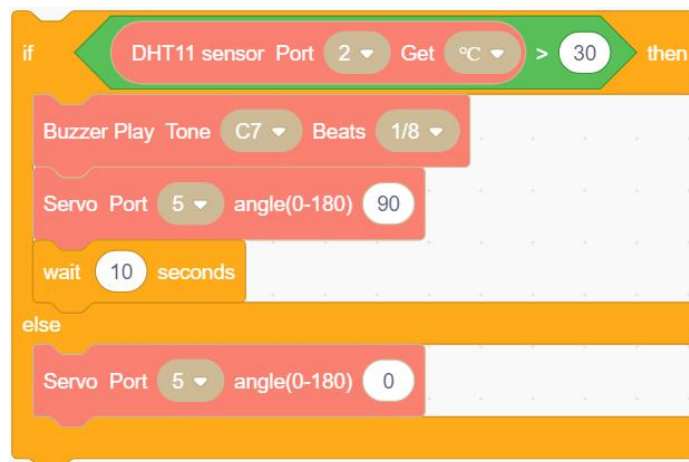 if DHT11 sensor Port 2 Get °C > 30 then
Buzzer Play Tone C7 Beats 1/8
Servo Port 5 angle(0-180) 90
wait 10 seconds
else
Servo Port 5 angle(0-180) 0